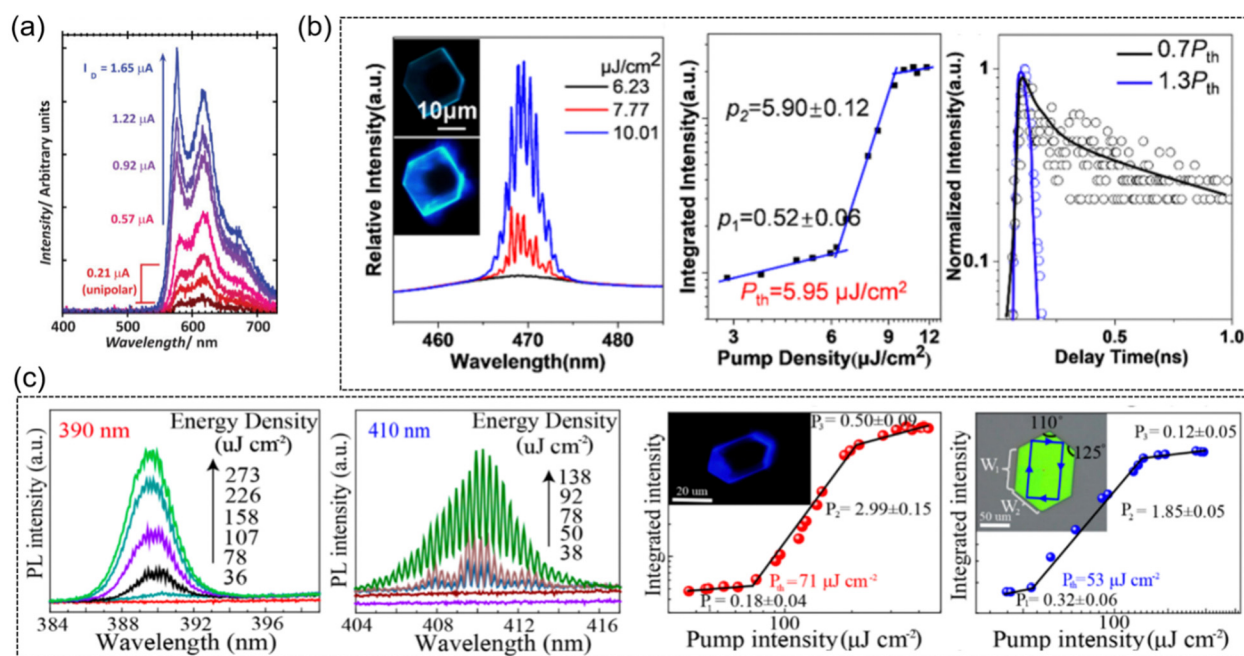 (a)
I D = 1.65 μA
1.22 μA
0.92 μA
0.57 μA
0.21 μA
(unipolar)
Intensity/ Arbitrary units
400 500 600 700
Wavelength/ nm
(b)
10μm
μJ/cm²
6.23
7.77
10.01
Relative Intensity(a.u.)
460 470 480
Wavelength(nm)
p₂=5.90±0.12
p₁=0.52±0.06
Pth=5.95 μJ/cm²
Integrated Intensity(a.u.)
3 6 9 12
Pump Density(μJ/cm²)
0.7Pth
1.3Pth
Normalized Intensity(a.u.)
1
0.1
0.5 1.0
Delay Time(ns)
(c)
390 nm
Energy Density
(uJ cm⁻²)
273
226
158
107
78
36
PL intensity (a.u.)
384 388 392 396
Wavelength (nm)
410 nm
Energy Density
(uJ cm⁻²)
138
92
78
50
38
PL intensity (a.u.)
404 408 412 416
Wavelength (nm)
20 um
P₃=0.50±0.09
P₂=2.99±0.15
Pth=71 μJ cm⁻²
P₁=0.18±0.04
Integrated intensity
100
Pump intensity(μJ cm⁻²)
110°
125°
W₁
W₂
50 um
P₃=0.12±0.05
P₂=1.85±0.05
Pth=53 μJ cm⁻²
P₁=0.32±0.06
Integrated intensity
100
Pump intensity(μJ cm⁻²)